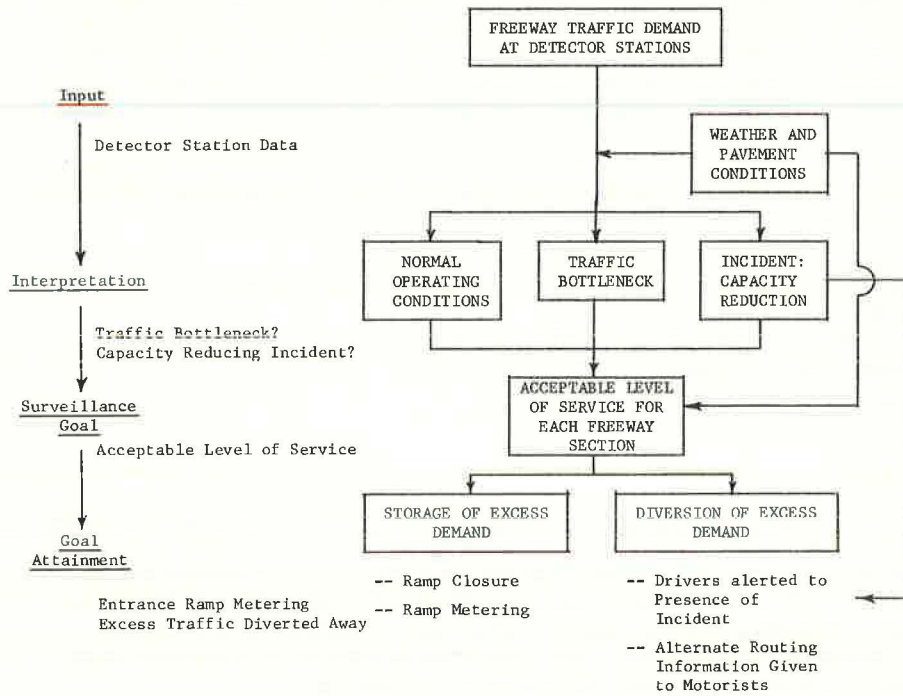 FREEWAY TRAFFIC DEMAND
AT DETECTOR STATIONS
Input
Detector Station Data
WEATHER AND
PAVEMENT
CONDITIONS
Interpretation
NORMAL
OPERATING
CONDITIONS
TRAFFIC
BOTTLENECK
INCIDENT:
CAPACITY
REDUCTION
Traffic Bottleneck?
Capacity Reducing Incident?
Surveillance
Goal
ACCEPTABLE LEVEL
OF SERVICE FOR
EACH FREEWAY
SECTION
Acceptable Level of Service
Goal
Attainment
STORAGE OF EXCESS
DEMAND
DIVERSION OF EXCESS
DEMAND
Entrance Ramp Metering
Excess Traffic Diverted Away
-- Ramp Closure
-- Ramp Metering
-- Drivers alerted to
Presence of
Incident
-- Alternate Routing
Information Given
to Motorists